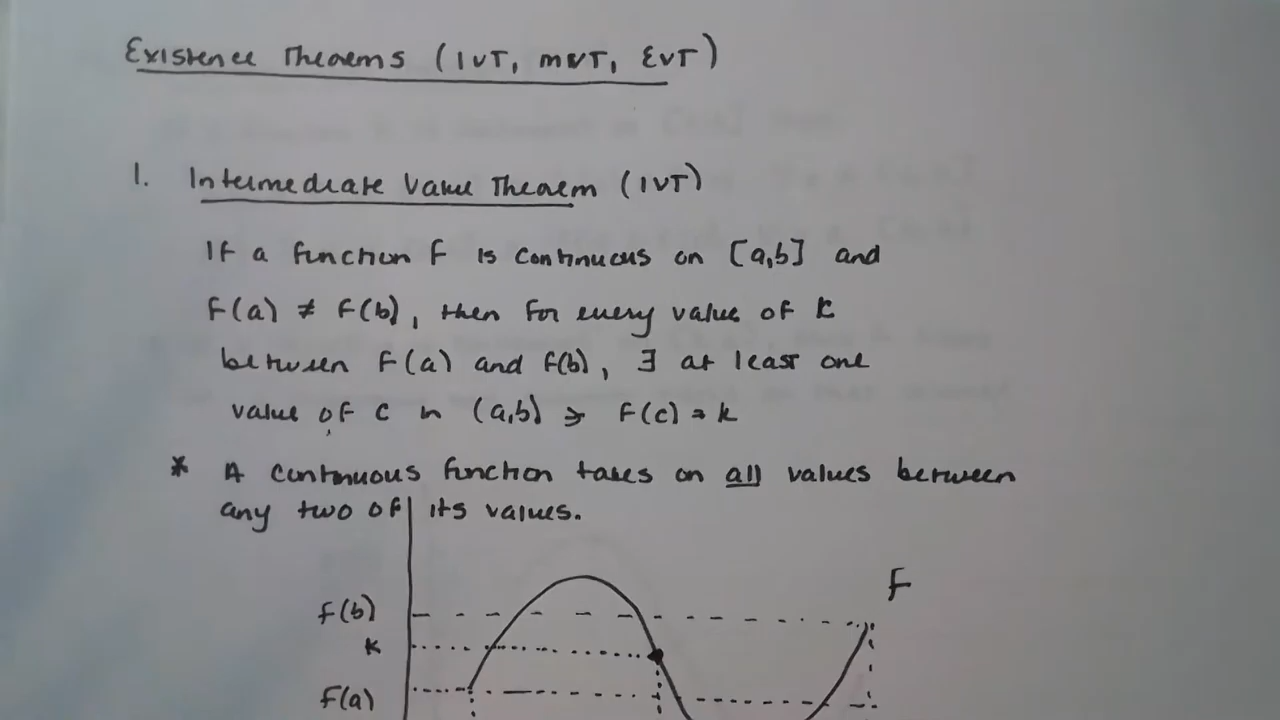 Existence Theorems (IVT, MVT, EVT)
1. Intermediate Value Theorem (IVT)
If a function f is continuous on [a,b] and
f(a) ≠ f(b), then for every value of k
between f(a) and f(b), ∃ at least one
value of c in (a,b) ∋ f(c) = k
* A continuous function takes on all values between
any two of its values.
f
f(b)
k
f(a)